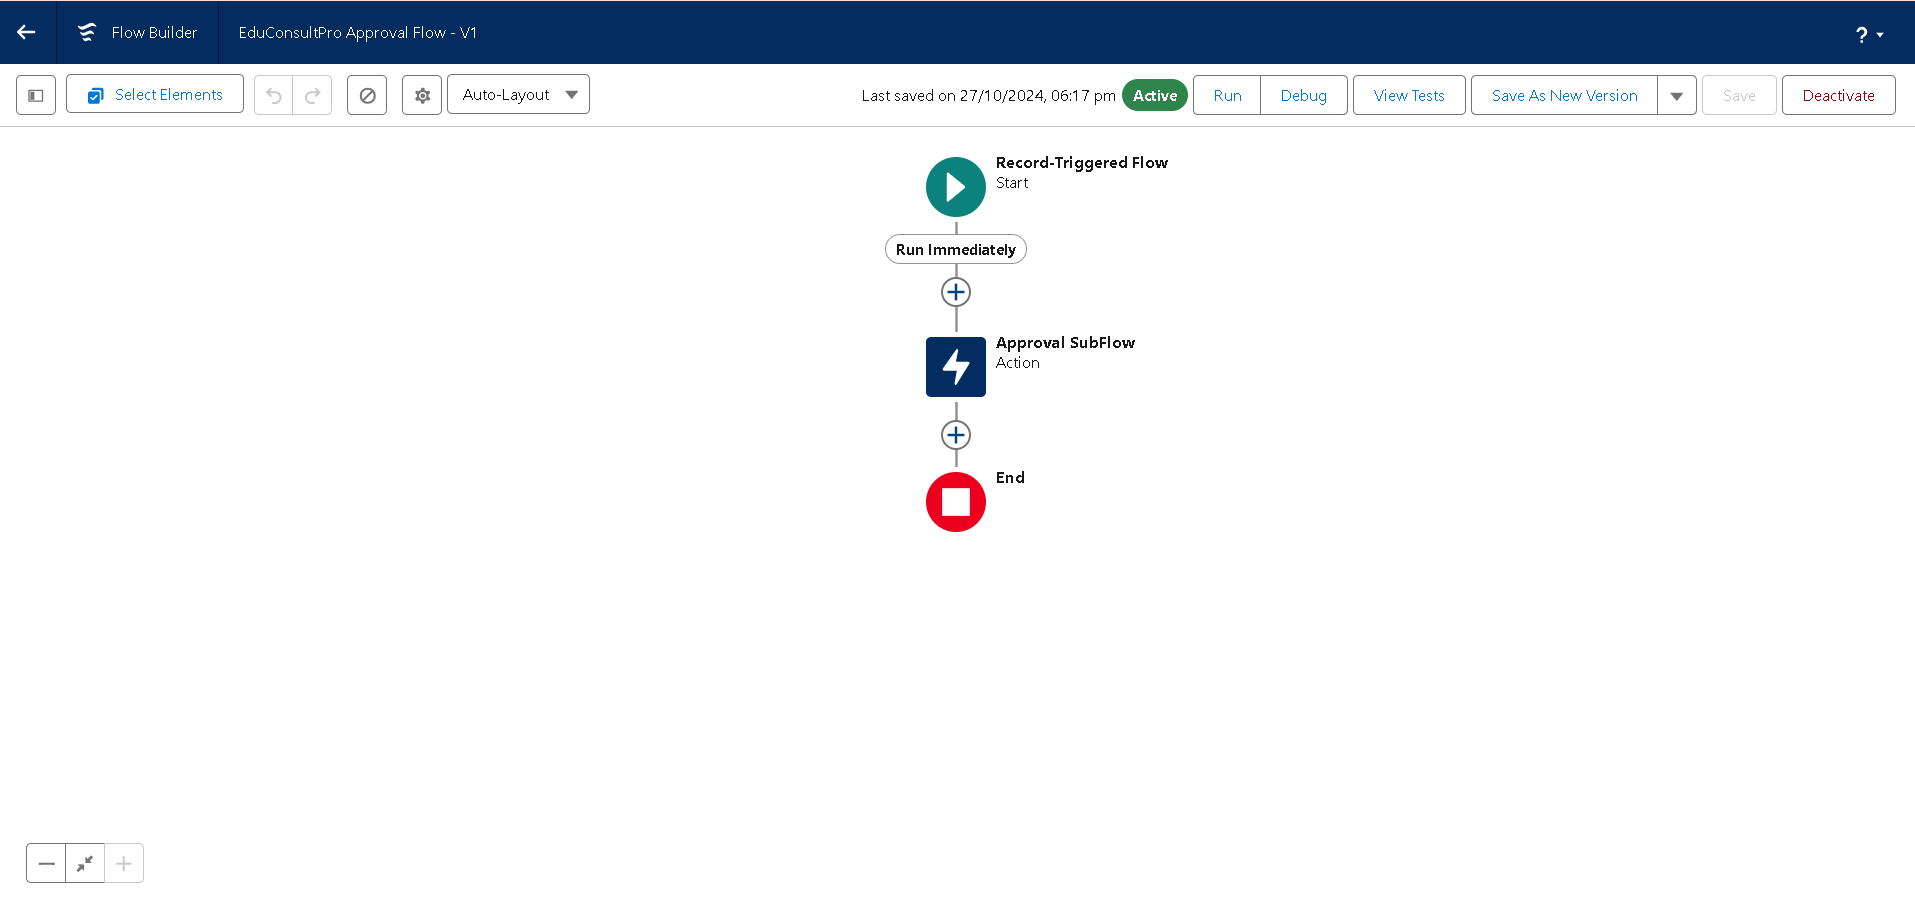 Flow Builder
EduConsultPro Approval Flow - V1
?
Select Elements
Auto-Layout
Last saved on 27/10/2024, 06:17 pm
Active
Run
Debug
View Tests
Save As New Version
Save
Deactivate
Record-Triggered Flow
Start
Run Immediately
Approval SubFlow
Action
End